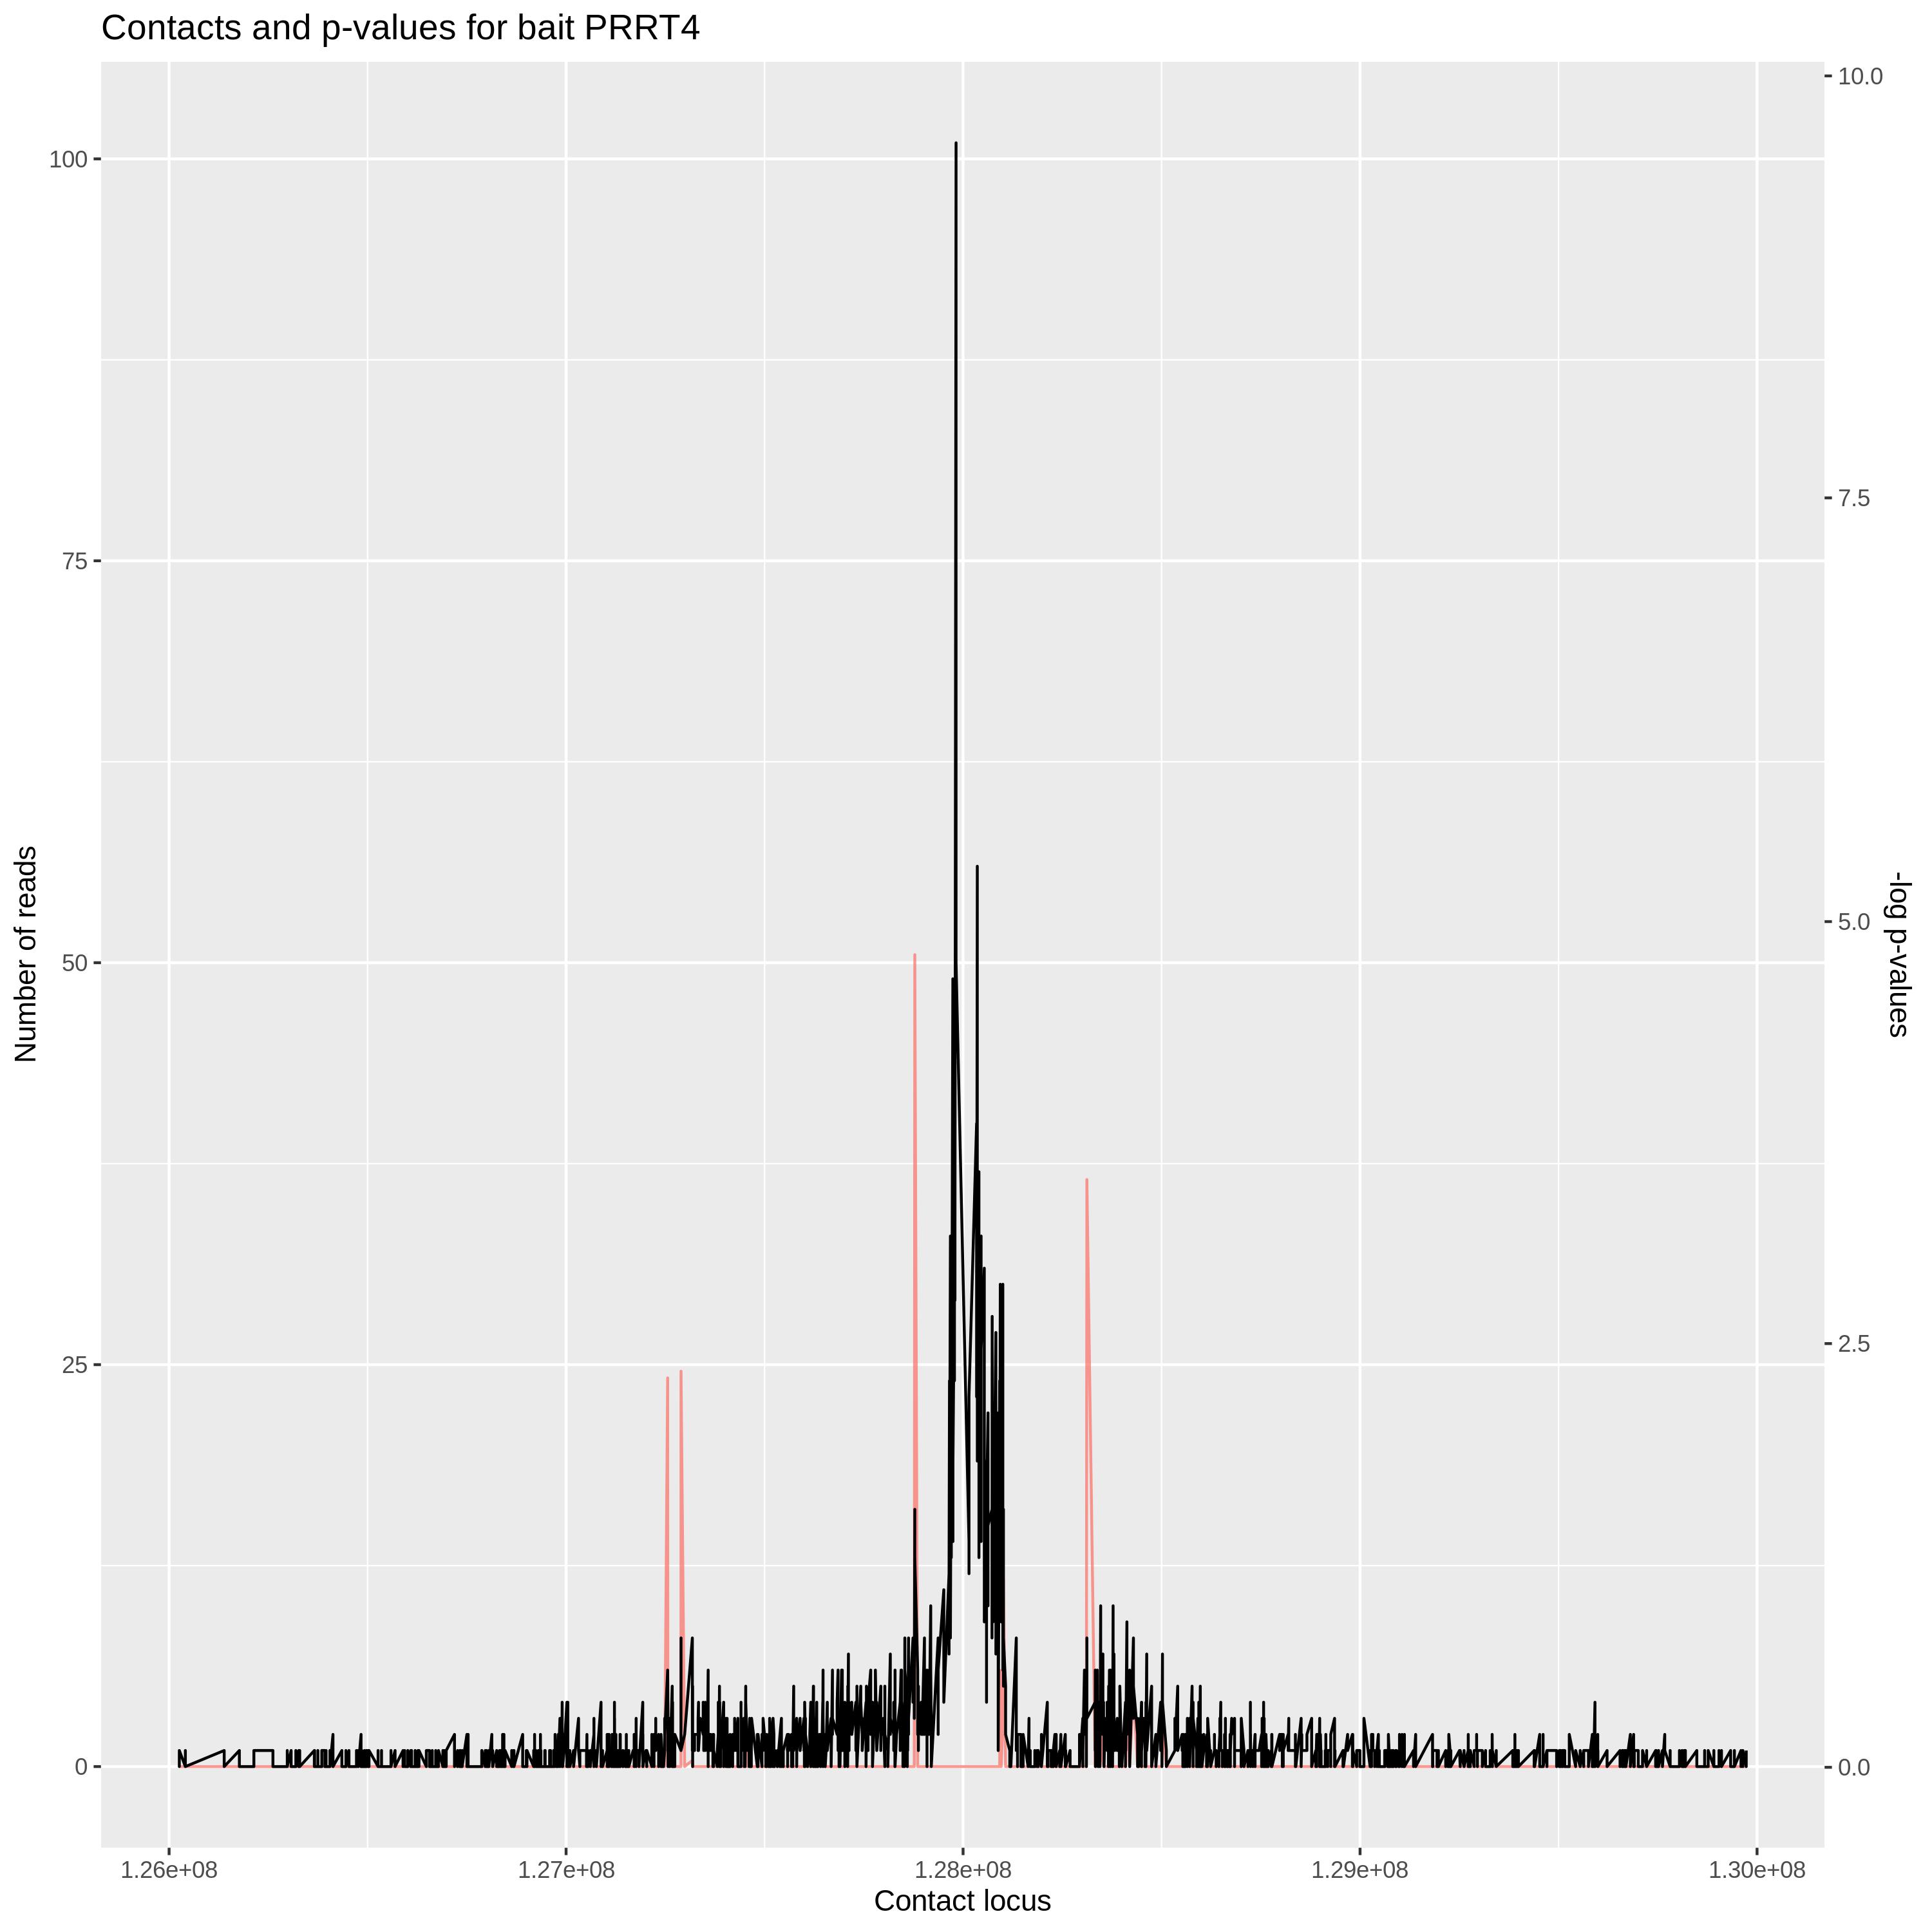 Contacts and p-values for bait PRRT4
Number of reads
100
75
50
25
0
10.0
7.5
5.0
2.5
0.0
-log p-values
1.26e+08
1.27e+08
1.28e+08
1.29e+08
1.30e+08
Contact locus